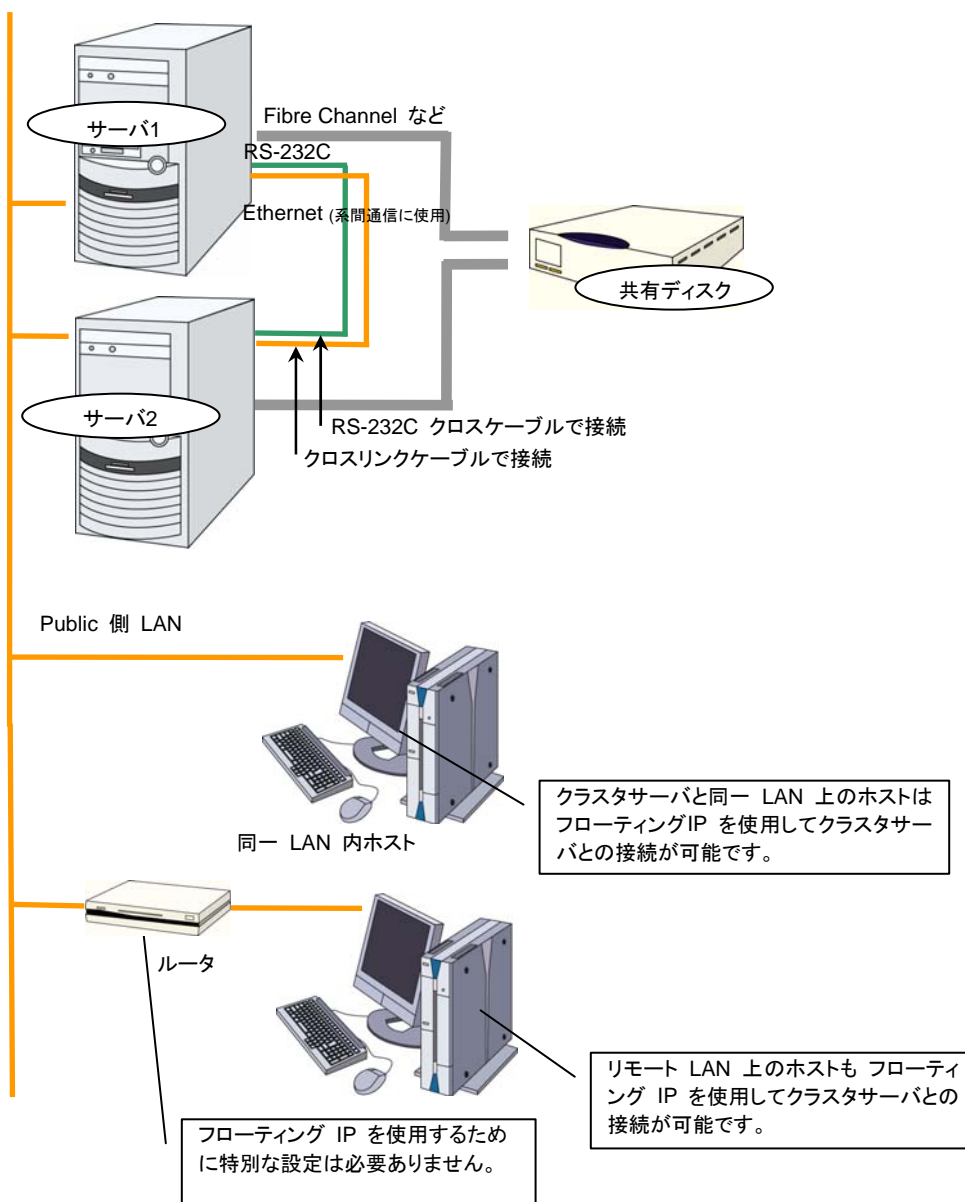 サーバ1
Fibre Channel など
RS-232C
Ethernet (系間通信に使用)
共有ディスク
サーバ2
RS-232C クロスケーブルで接続
クロスリンクケーブルで接続
Public 側 LAN
クラスタサーバと同一 LAN 上のホストは
フローティングIP を使用してクラスタサー
バとの接続が可能です。
同一 LAN 内ホスト
ルータ
リモート LAN 上のホストも フローティ
ング IP を使用してクラスタサーバとの
接続が可能です。
フローティング IP を使用するため
に特別な設定は必要ありません。